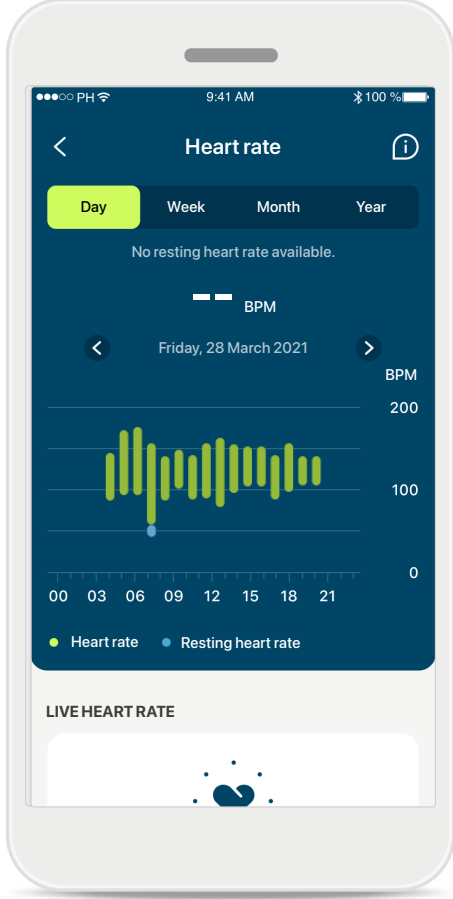 PH 9:41 AM 100 %
Heart rate
Day Week Month Year
No resting heart rate available.
-- BPM
Friday, 28 March 2021
BPM
200
100
0
00 03 06 09 12 15 18 21
Heart rate Resting heart rate
LIVE HEART RATE